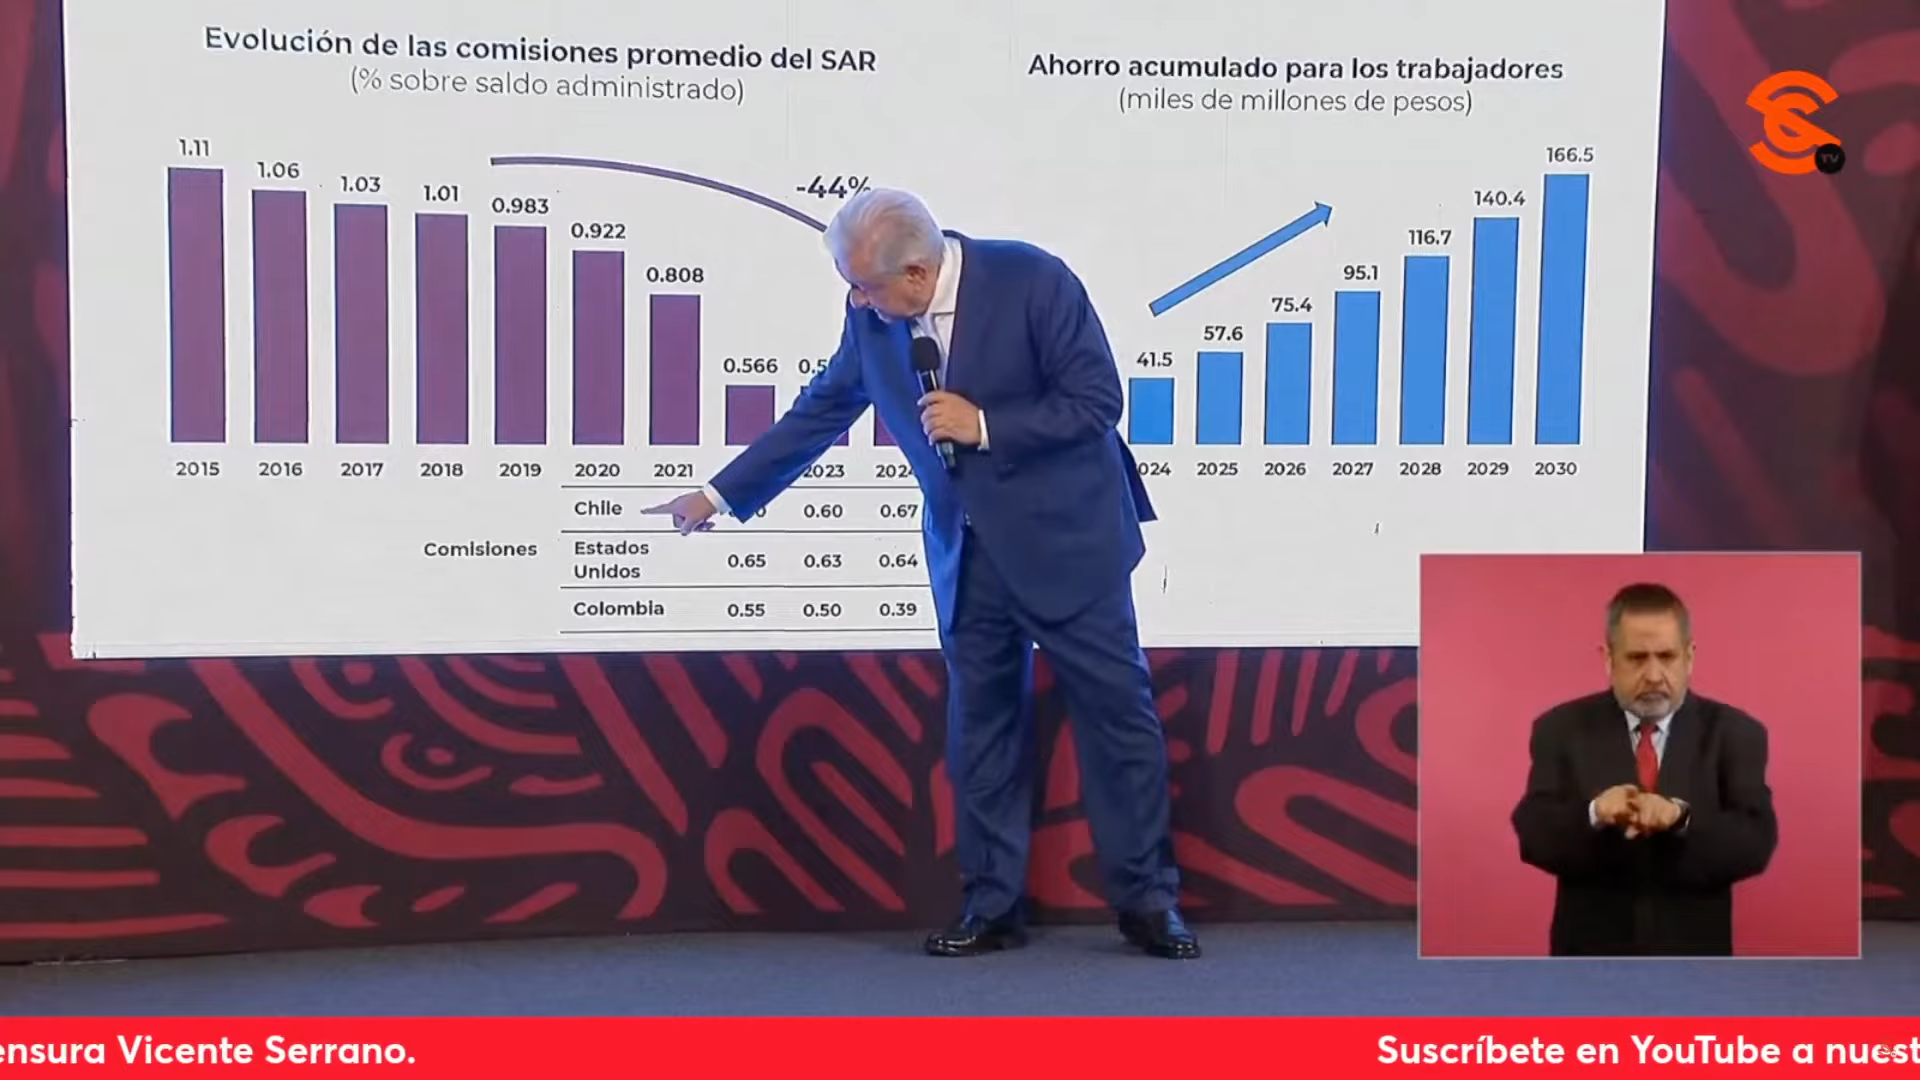 Evolución de las comisiones promedio del SAR
(% sobre saldo administrado)
1.11
1.06
1.03
1.01
0.983
0.922
0.808
0.566
-44%
2015 2016 2017 2018 2019 2020 2021 2023
Chile 0.60 0.67
Comisiones
Estados
Unidos
0.65 0.63 0.64
Colombia 0.55 0.50 0.39
Ahorro acumulado para los trabajadores
(miles de millones de pesos)
41.5
57.6
75.4
95.1
116.7
140.4
166.5
2025 2026 2027 2028 2029 2030
TV
Vicente Serrano.
Suscríbete en YouTube a